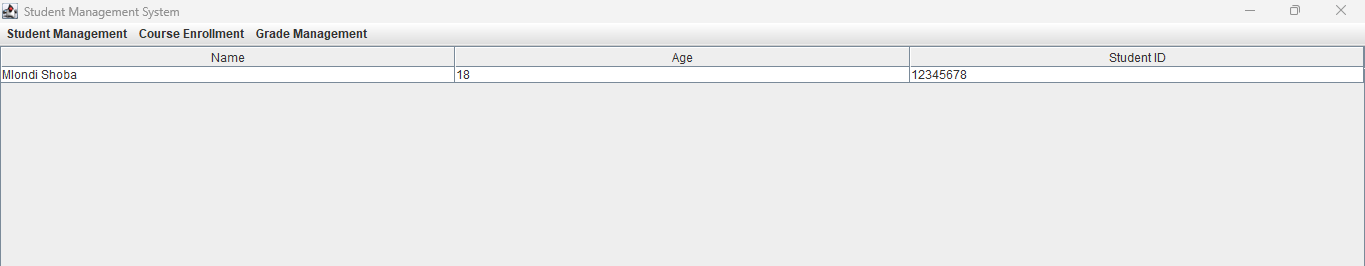 Student Management System
Student Management Course Enrollment Grade Management
Name Age Student ID
Mlondi Shoba 18 12345678